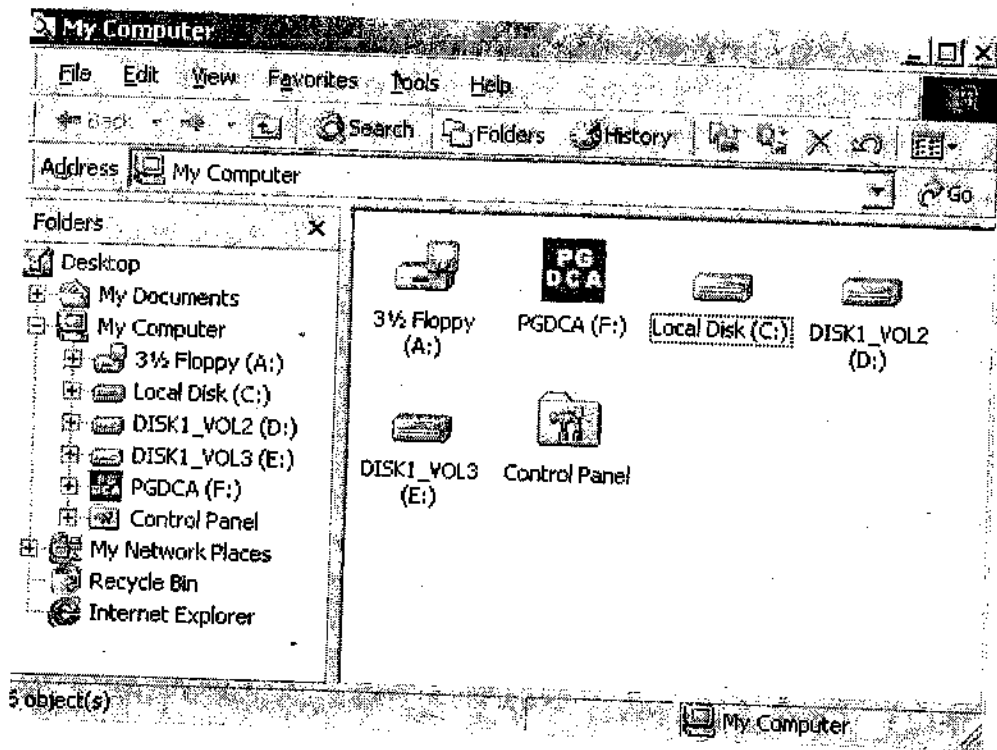 My Computer
File Edit View Favorites Tools Help
Back Search Folders History
Address My Computer Go
Folders
Desktop
My Documents
My Computer
3½ Floppy (A:)
Local Disk (C:)
DISK1_VOL2 (D:)
DISK1_VOL3 (E:)
PGDCA (F:)
Control Panel
My Network Places
Recycle Bin
Internet Explorer
3½ Floppy
(A:)
PG
DCA
PGDCA (F:)
Local Disk (C:)
DISK1_VOL2
(D:)
DISK1_VOL3
(E:)
Control Panel
object(s)
My Computer